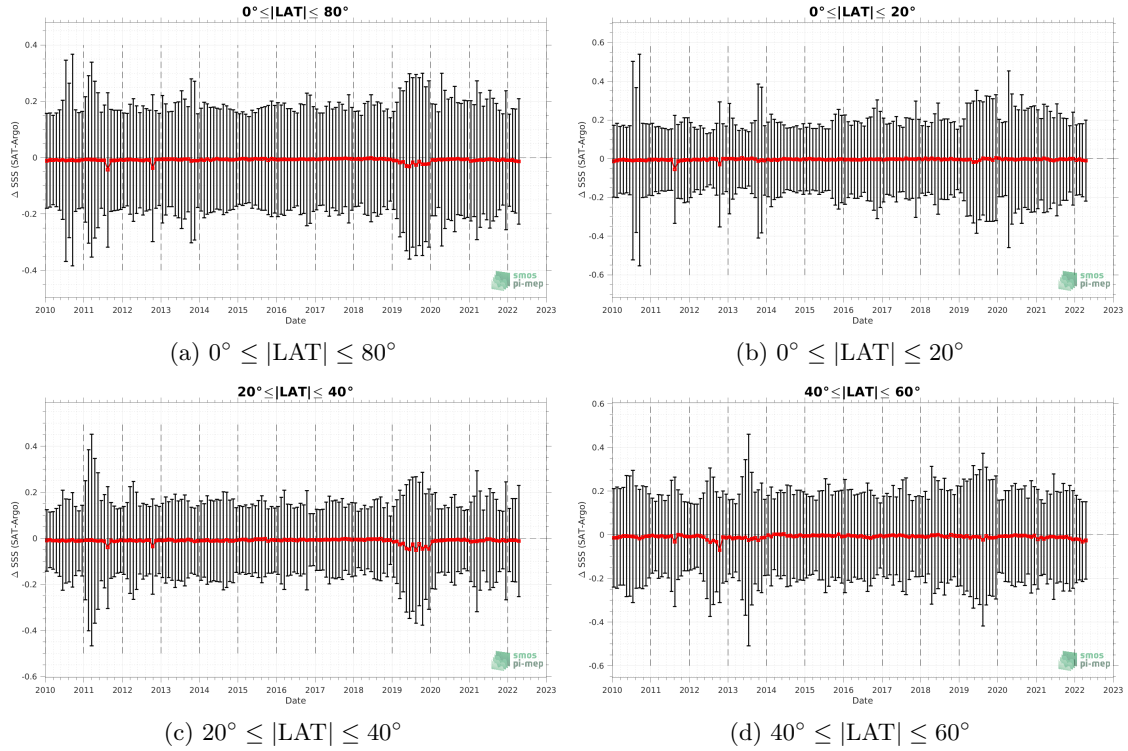 0°≤|LAT|≤ 80°
0.4
0.2
0
-0.2
-0.4
Δ SSS (SAT-Argo)
2010 2011 2012 2013 2014 2015 2016 2017 2018 2019 2020 2021 2022 2023
Date
smos
pi-mep
(a) 0° ≤ |LAT| ≤ 80°
0°≤|LAT|≤ 20°
0.6
0.4
0.2
0
-0.2
-0.4
-0.6
Δ SSS (SAT-Argo)
2010 2011 2012 2013 2014 2015 2016 2017 2018 2019 2020 2021 2022 2023
Date
smos
pi-mep
(b) 0° ≤ |LAT| ≤ 20°
20°≤|LAT|≤ 40°
0.4
0.2
0
-0.2
-0.4
-0.6
Δ SSS (SAT-Argo)
2010 2011 2012 2013 2014 2015 2016 2017 2018 2019 2020 2021 2022 2023
Date
smos
pi-mep
(c) 20° ≤ |LAT| ≤ 40°
40°≤|LAT|≤ 60°
0.6
0.4
0.2
0
-0.2
-0.4
-0.6
Δ SSS (SAT-Argo)
2010 2011 2012 2013 2014 2015 2016 2017 2018 2019 2020 2021 2022 2023
Date
smos
pi-mep
(d) 40° ≤ |LAT| ≤ 60°